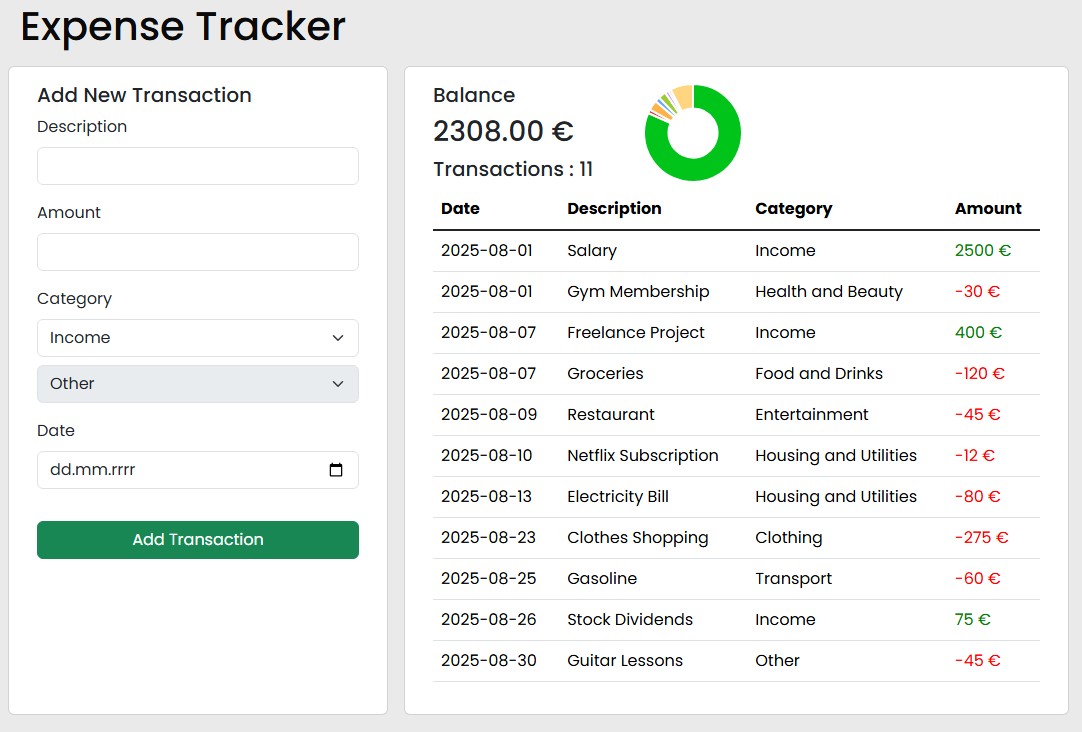 Expense Tracker
Add New Transaction
Description
Amount
Category
Income
Other
Date
dd.mm.rrrr
Add Transaction
Balance
2308.00 €
Transactions : 11
Date Description Category Amount
2025-08-01 Salary Income 2500 €
2025-08-01 Gym Membership Health and Beauty -30 €
2025-08-07 Freelance Project Income 400 €
2025-08-07 Groceries Food and Drinks -120 €
2025-08-09 Restaurant Entertainment -45 €
2025-08-10 Netflix Subscription Housing and Utilities -12 €
2025-08-13 Electricity Bill Housing and Utilities -80 €
2025-08-23 Clothes Shopping Clothing -275 €
2025-08-25 Gasoline Transport -60 €
2025-08-26 Stock Dividends Income 75 €
2025-08-30 Guitar Lessons Other -45 €